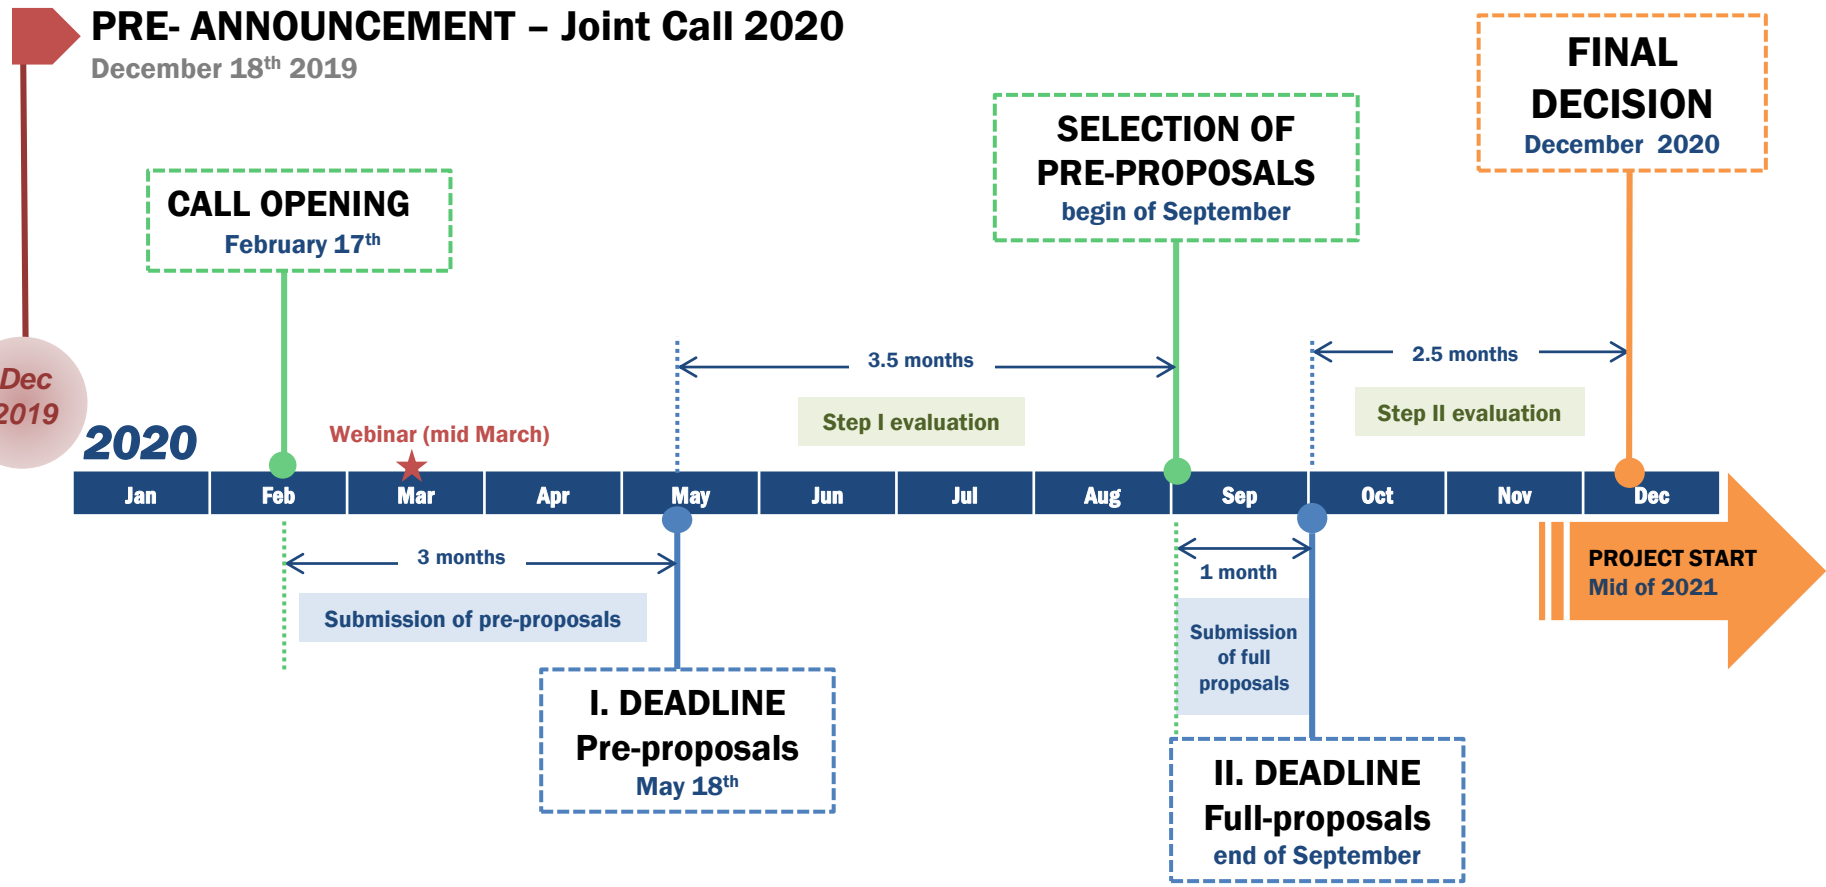 PRE- ANNOUNCEMENT – Joint Call 2020
December 18th 2019
FINAL
DECISION
December 2020
SELECTION OF
PRE-PROPOSALS
begin of September
CALL OPENING
February 17th
3.5 months
2.5 months
Step I evaluation
Step II evaluation
Dec
2019
2020
Webinar (mid March)
Jan Feb Mar Apr May Jun Jul Aug Sep Oct Nov Dec
3 months
1 month
PROJECT START
Mid of 2021
Submission of pre-proposals
Submission
of full
proposals
I. DEADLINE
Pre-proposals
May 18th
II. DEADLINE
Full-proposals
end of September